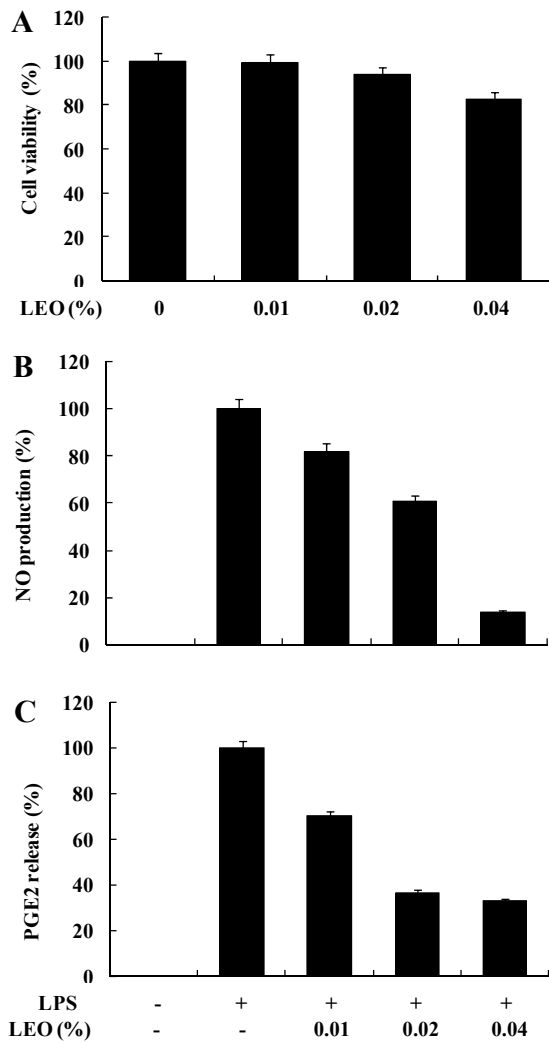 A
Cell viability (%)
120
100
80
60
40
20
0
LEO (%) 0 0.01 0.02 0.04
B
NO production (%)
120
100
80
60
40
20
0
C
PGE2 release (%)
120
100
80
60
40
20
0
LPS - + + + +
LEO (%) - - 0.01 0.02 0.04